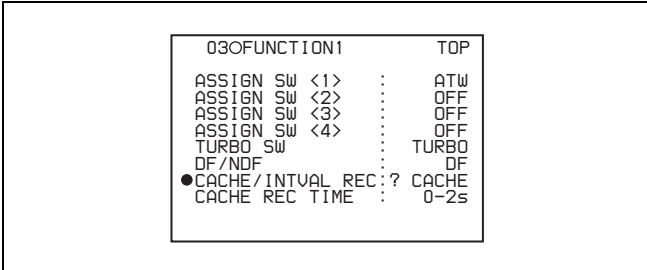 03○FUNCTION1 TOP
ASSIGN SW <1> : ATW
ASSIGN SW <2> : OFF
ASSIGN SW <3> : OFF
ASSIGN SW <4> : OFF
TURBO SW : TURBO
DF/NDF : DF
●CACHE/INTVAL REC:? CACHE
CACHE REC TIME : 0-2s